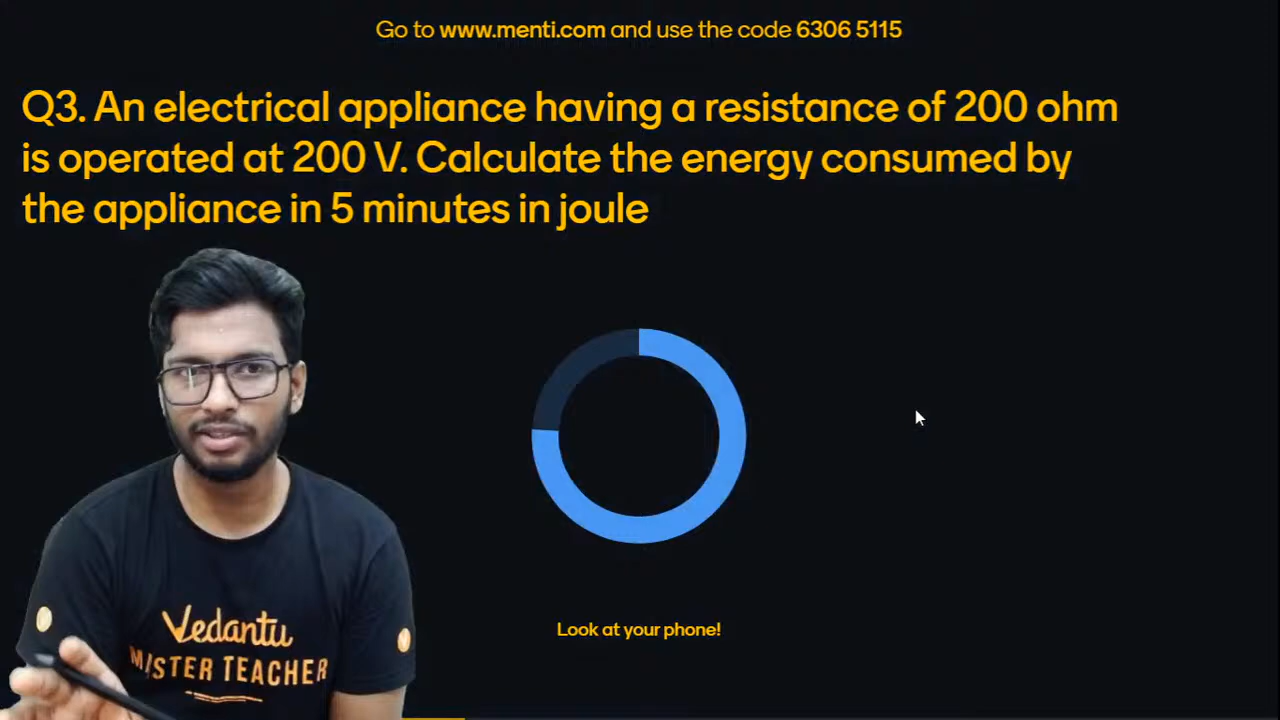 Go to www.menti.com and use the code 6306 5115
Q3. An electrical appliance having a resistance of 200 ohm
is operated at 200 V. Calculate the energy consumed by
the appliance in 5 minutes in joule
Look at your phone!
Vedantu
MISTER TEACHER